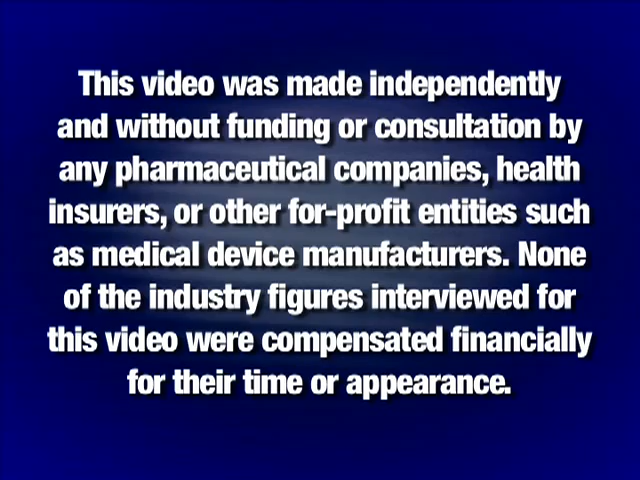 This video was made independently
and without funding or consultation by
any pharmaceutical companies, health
insurers, or other for-profit entities such
as medical device manufacturers. None
of the industry figures interviewed for
this video were compensated financially
for their time or appearance.